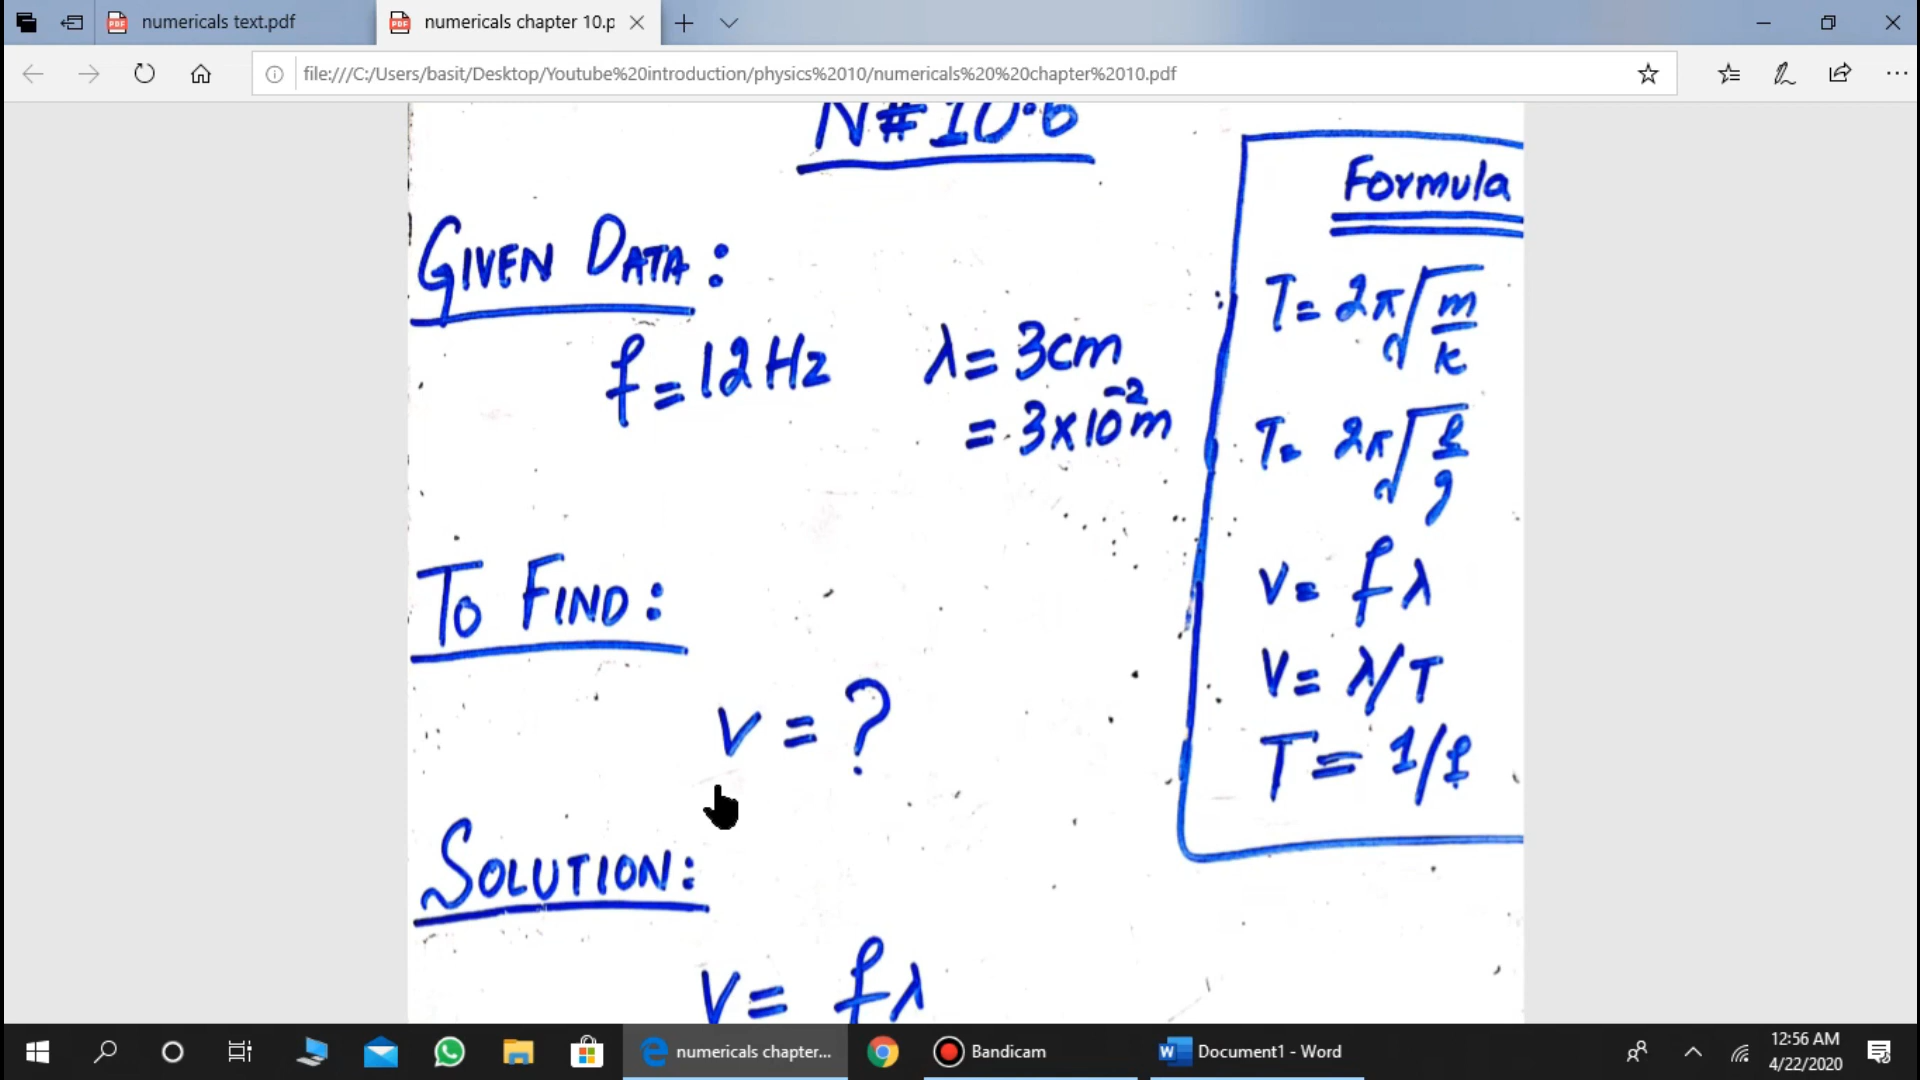 numericals text.pdf
numericals chapter 10.p
file:///C:/Users/basit/Desktop/Youtube%20introduction/physics%2010/numericals%20%20chapter%2010.pdf
N#10.6
GIVEN DATA:
f = 12 Hz λ = 3cm
= 3×10⁻²m
TO FIND:
v = ?
SOLUTION:
v = fλ
Formula
T = 2π√(m/k)
T = 2π√(ℓ/g)
v = fλ
V = λ/T
T = 1/f
numericals chapter...
Bandicam
Document1 - Word
12:56 AM
4/22/2020